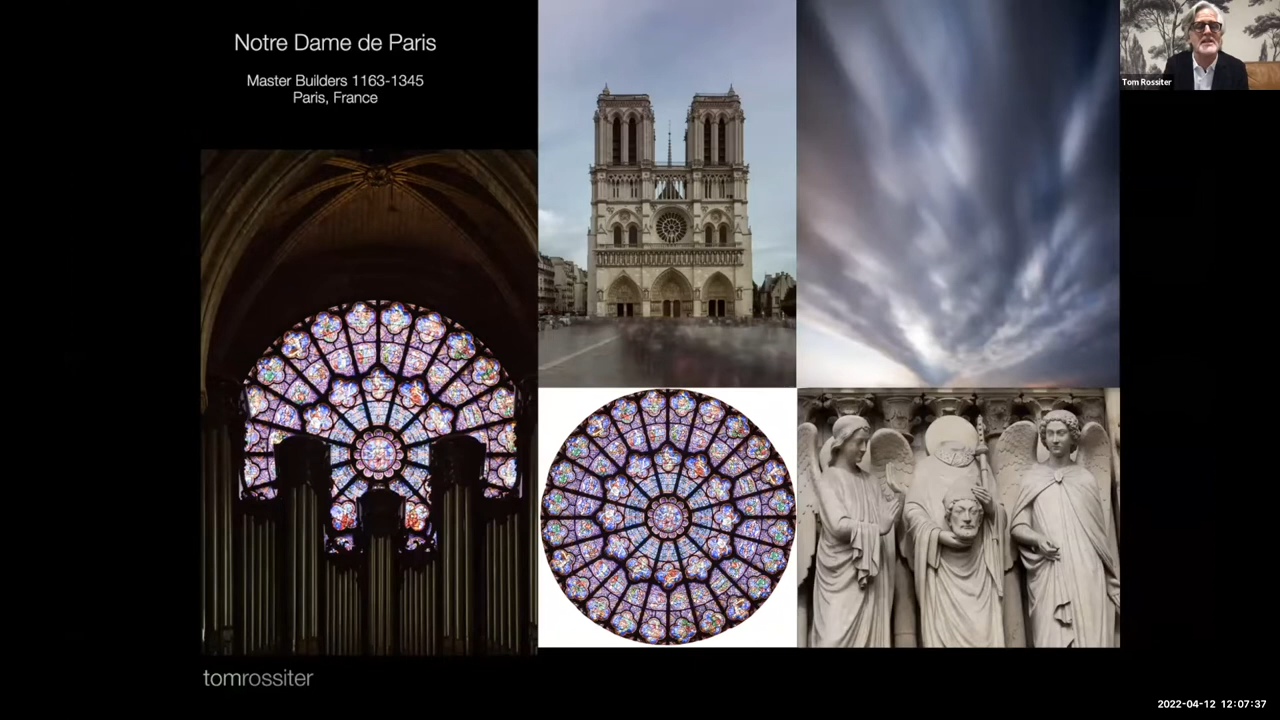 Notre Dame de Paris
Master Builders 1163-1345
Paris, France
Tom Rossiter
tomrossiter
2022-04-12 12:07:37